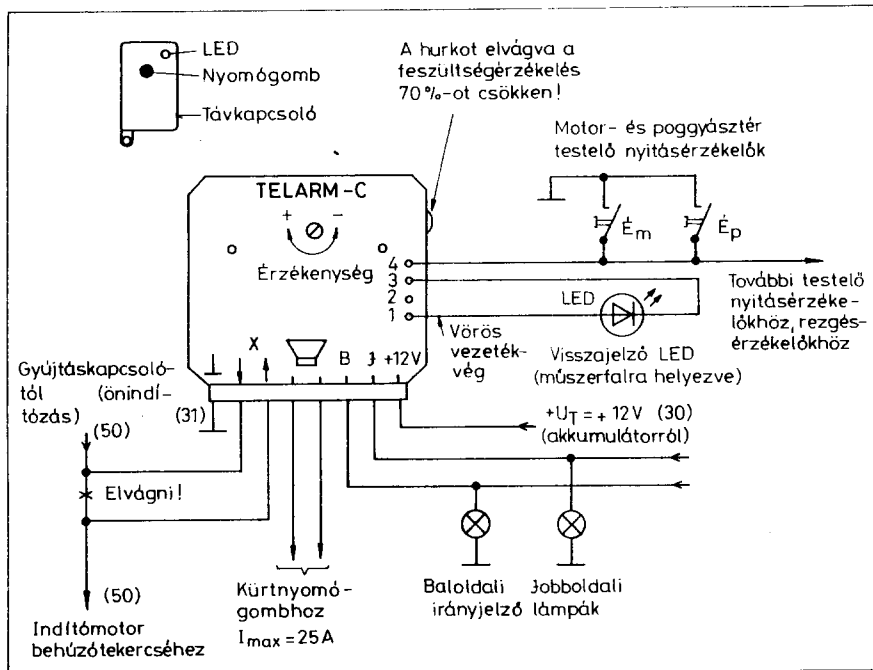 LED
Nyomógomb
Távkapcsoló
A hurkot elvágva a
feszültségérzékelés
70%-ot csökken!
Motor- és poggyásztér
testelő nyitásérzékelők
TELARM-C
+ −
Érzékenység
Ém
Ép
4
3
2
1
További testelő
nyitásérzéke-
lőkhöz, rezgés-
érzékelőkhöz
LED
Vörös
vezeték-
vég
Visszajelző LED
(műszerfalra helyezve)
X
B J +12V
Gyújtáskapcsoló-
tól (önindí-
tózás)
(31)
(50)
Elvágni!
+UT = + 12V (30)
(akkumulátorról)
(50)
Indítómotor
behúzótekercséhez
Kürtnyomó-
gombhoz
Imax = 25A
Baloldali
irányjelző
Jobboldali
lámpák